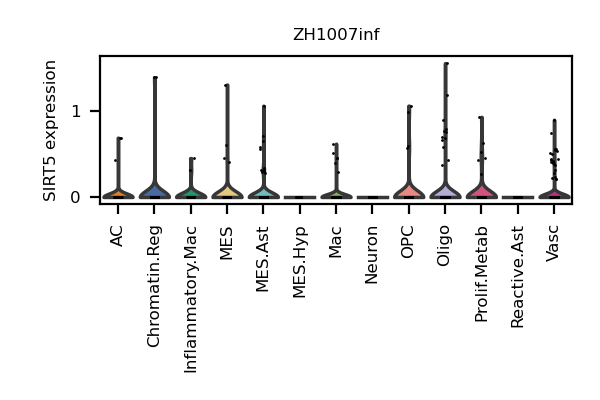 ZH1007inf
SIRT5 expression
1
0
AC
Chromatin.Reg
Inflammatory.Mac
MES
MES.Ast
MES.Hyp
Mac
Neuron
OPC
Oligo
Prolif.Metab
Reactive.Ast
Vasc